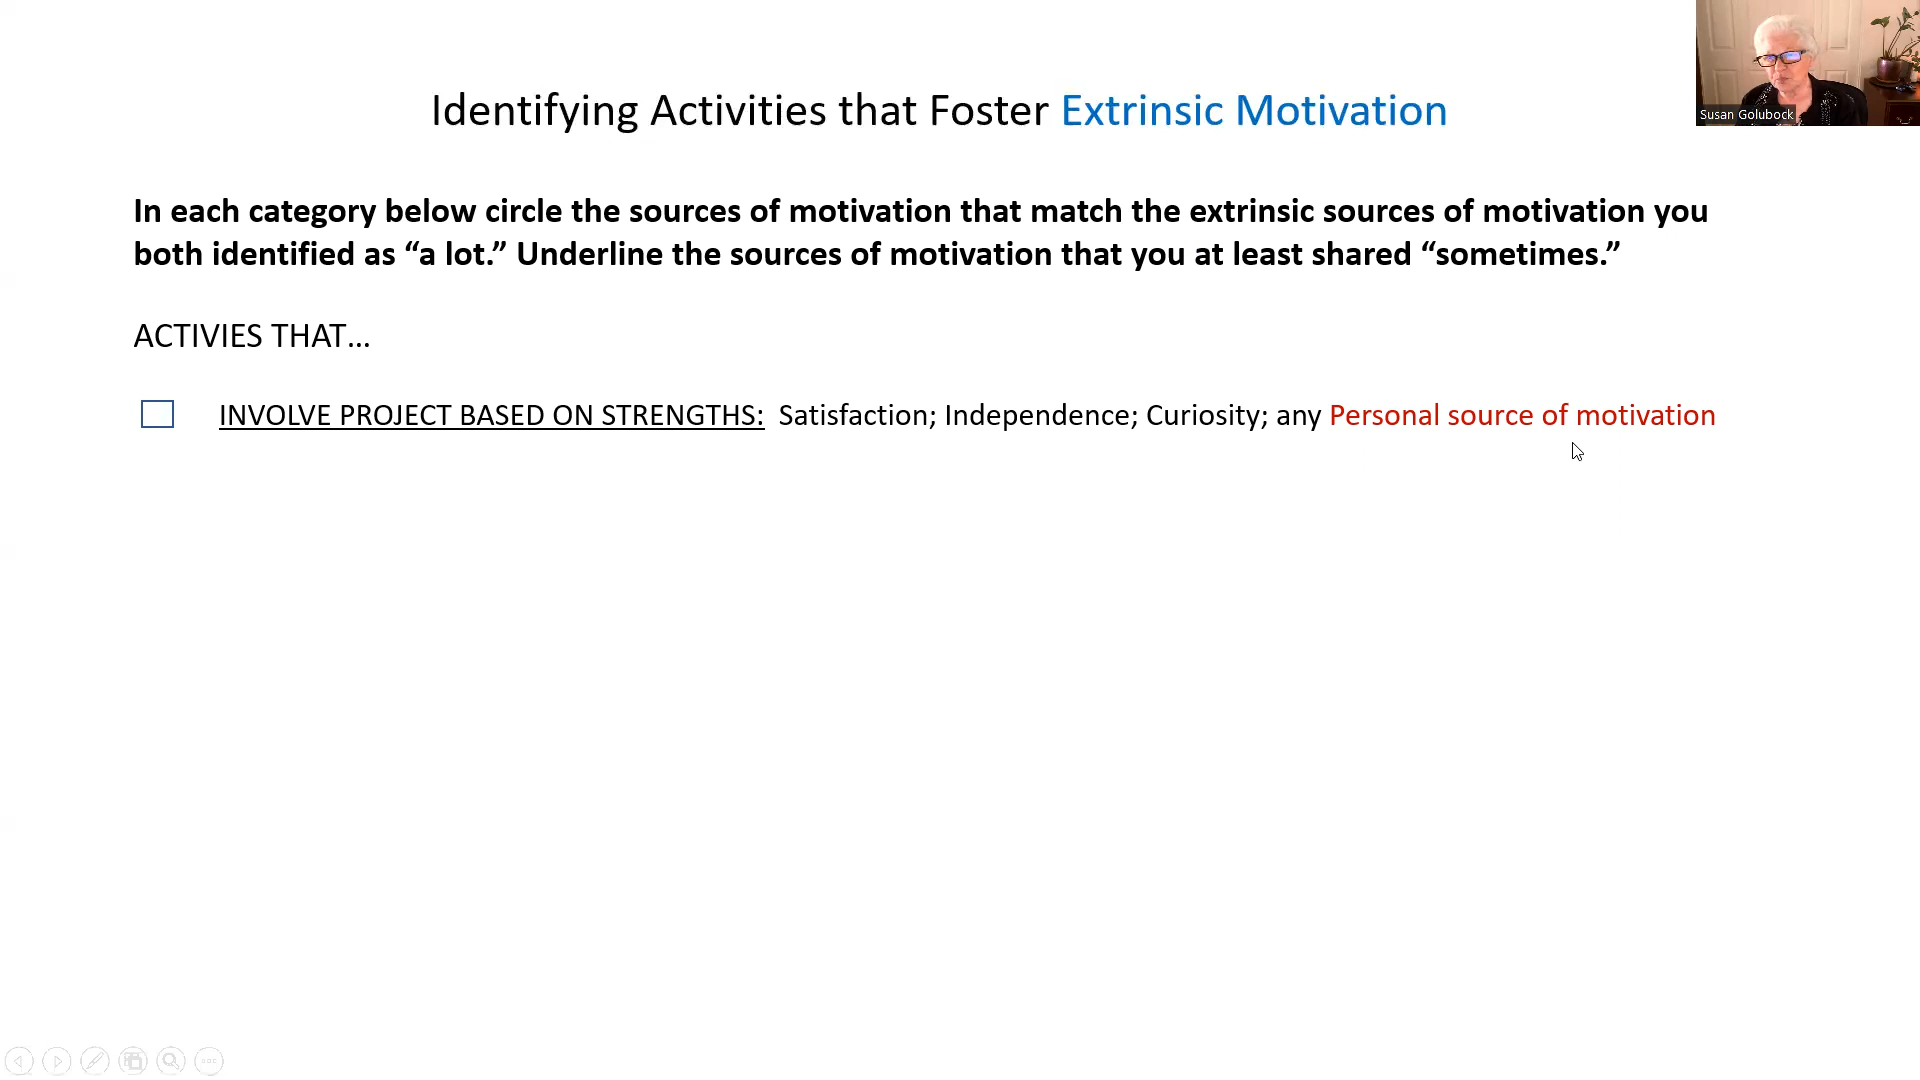 Identifying Activities that Foster Extrinsic Motivation
Susan Golubock
In each category below circle the sources of motivation that match the extrinsic sources of motivation you
both identified as “a lot.” Underline the sources of motivation that you at least shared “sometimes.”
ACTIVIES THAT…
INVOLVE PROJECT BASED ON STRENGTHS: Satisfaction; Independence; Curiosity; any Personal source of motivation